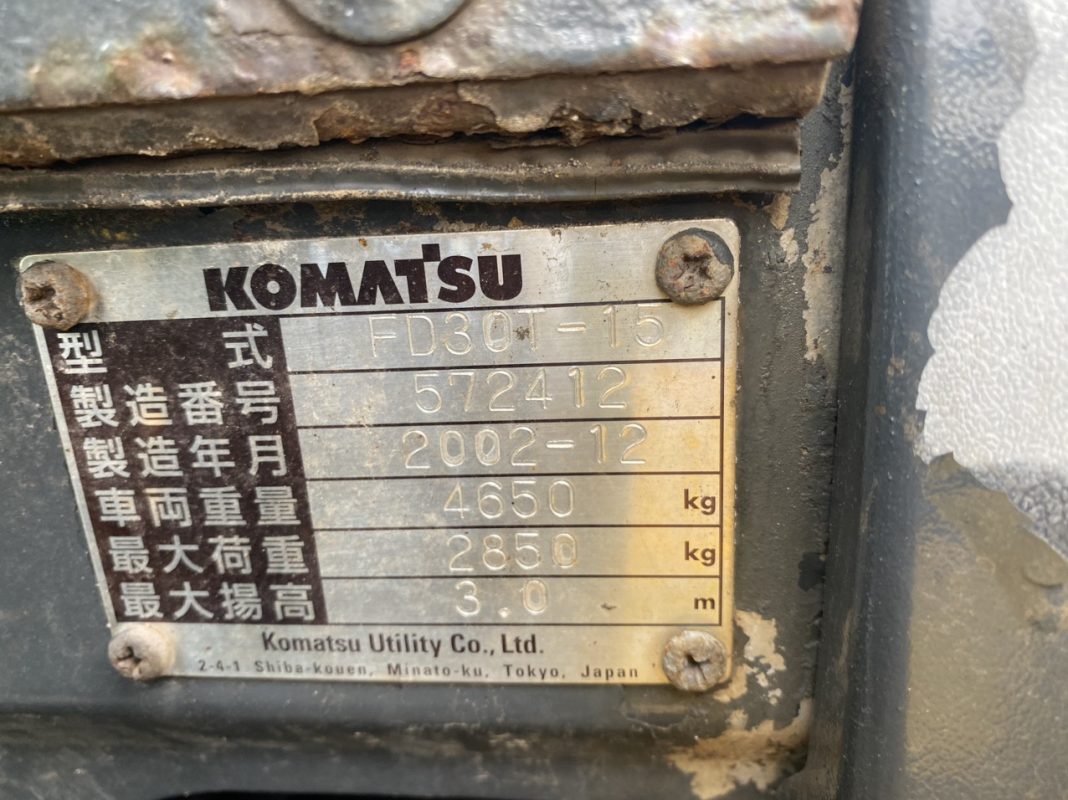 KOMATSU
型式 FD30T-15
製造番号 572412
製造年月 2002-12
車両重量 4650 kg
最大荷重 2850 kg
最大揚高 3.0 m
Komatsu Utility Co., Ltd.
2-4-1 Shiba-kouen, Minato-ku, Tokyo, Japan